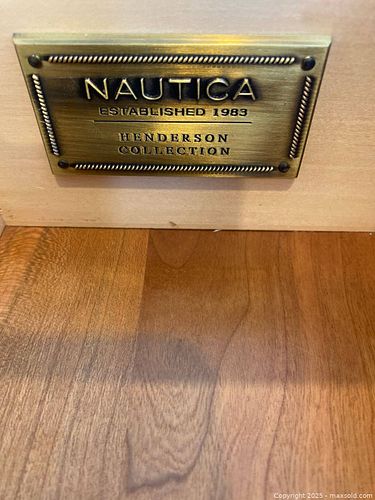 NAUTICA
ESTABLISHED 1983
HENDERSON
COLLECTION
Copyright 2025 - maxsold.com